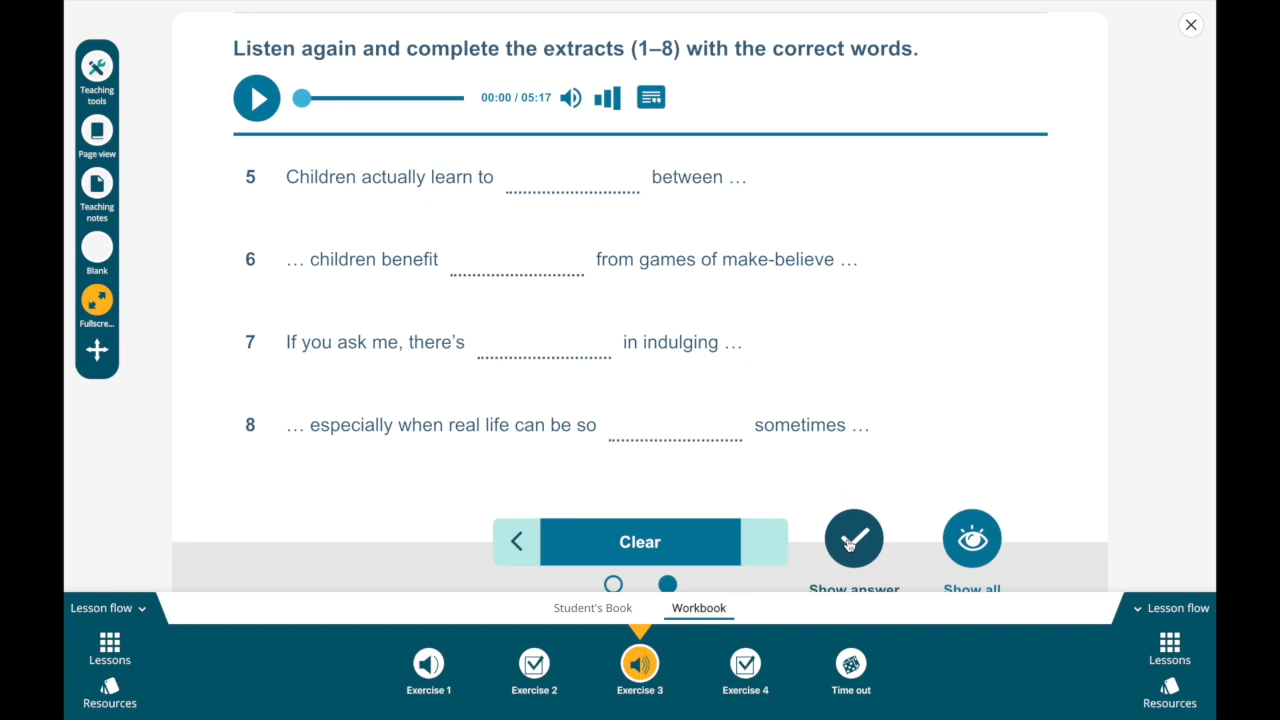 Listen again and complete the extracts (1–8) with the correct words.
00:00 / 05:17
5 Children actually learn to between …
6 … children benefit from games of make-believe …
7 If you ask me, there’s in indulging …
8 … especially when real life can be so sometimes …
Clear
Show answer
Show all
Teaching
tools
Page view
Teaching
notes
Blank
Fullscre...
Lesson flow
Student's Book
Workbook
Lesson flow
Lessons
Resources
Exercise 1
Exercise 2
Exercise 3
Exercise 4
Time out
Lessons
Resources